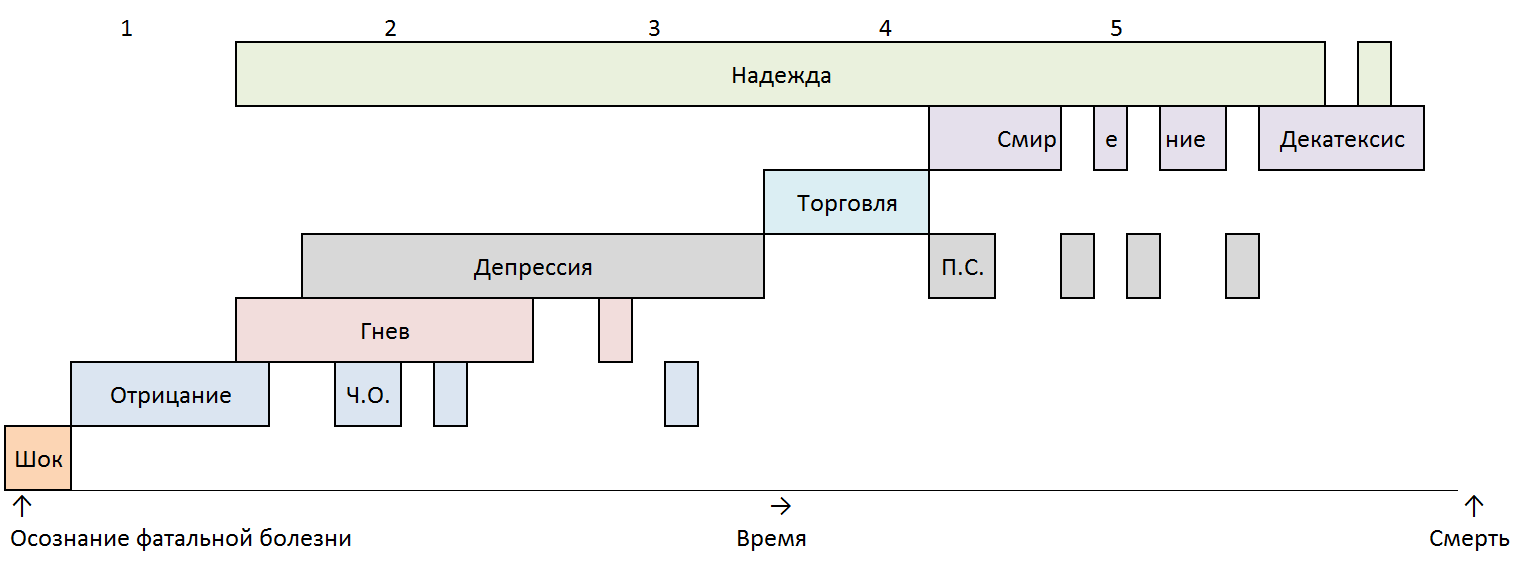 1 2 3 4 5
Надежда
Смир е ние Декатексис
Торговля
Депрессия П.С.
Гнев
Отрицание Ч.О.
Шок
↑ → ↑
Осознание фатальной болезни Время Смерть